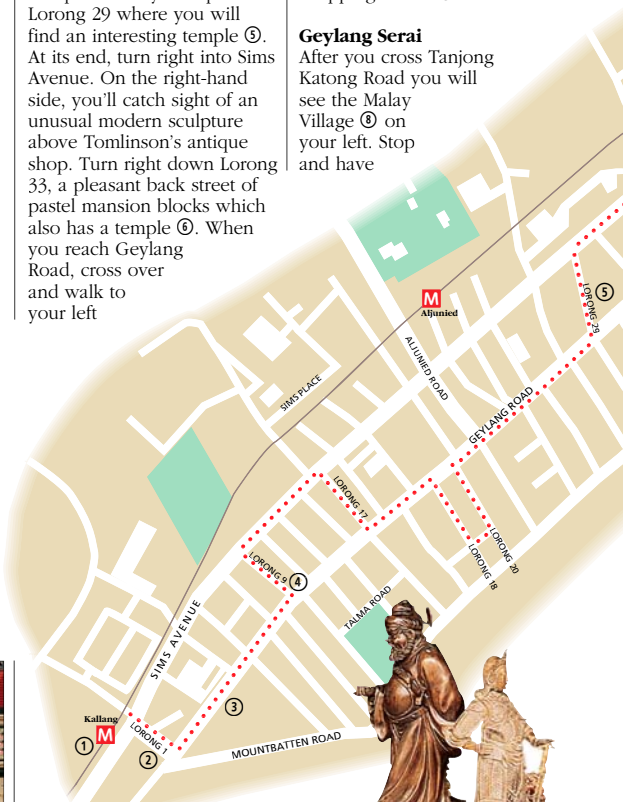 Lorong 29 where you will
find an interesting temple ⑤.
At its end, turn right into Sims
Avenue. On the right-hand
side, you'll catch sight of an
unusual modern sculpture
above Tomlinson's antique
shop. Turn right down Lorong
33, a pleasant back street of
pastel mansion blocks which
also has a temple ⑥. When
you reach Geylang
Road, cross over
and walk to
your left
Geylang Serai
After you cross Tanjong
Katong Road you will
see the Malay
Village ⑧ on
your left. Stop
and have
M
Aljunied
LORONG 29
⑤
ALJUNIED ROAD
SIMS PLACE
GEYLANG ROAD
LORONG 17
LORONG 20
LORONG 18
LORONG 9
④
TALMA ROAD
SIMS AVENUE
③
Kallang
①
M
LORONG 1
②
MOUNTBATTEN ROAD